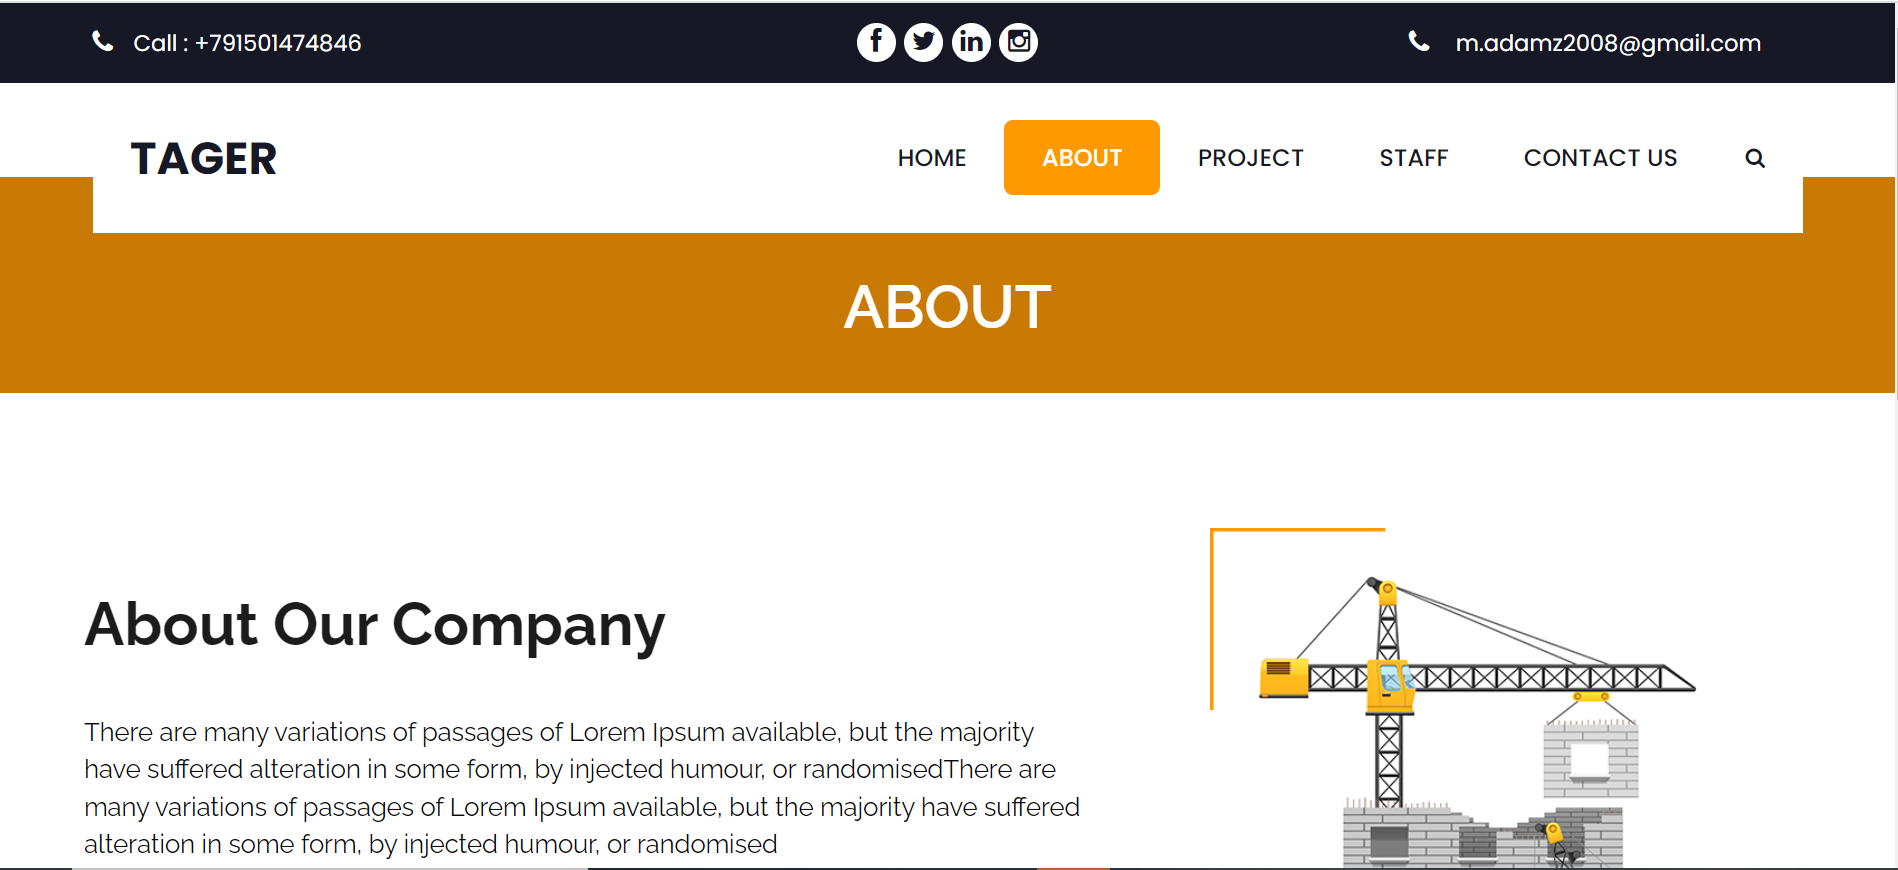 Call : +791501474846
m.adamz2008@gmail.com
TAGER
HOME
ABOUT
PROJECT
STAFF
CONTACT US
ABOUT
About Our Company
There are many variations of passages of Lorem Ipsum available, but the majority
have suffered alteration in some form, by injected humour, or randomisedThere are
many variations of passages of Lorem Ipsum available, but the majority have suffered
alteration in some form, by injected humour, or randomised